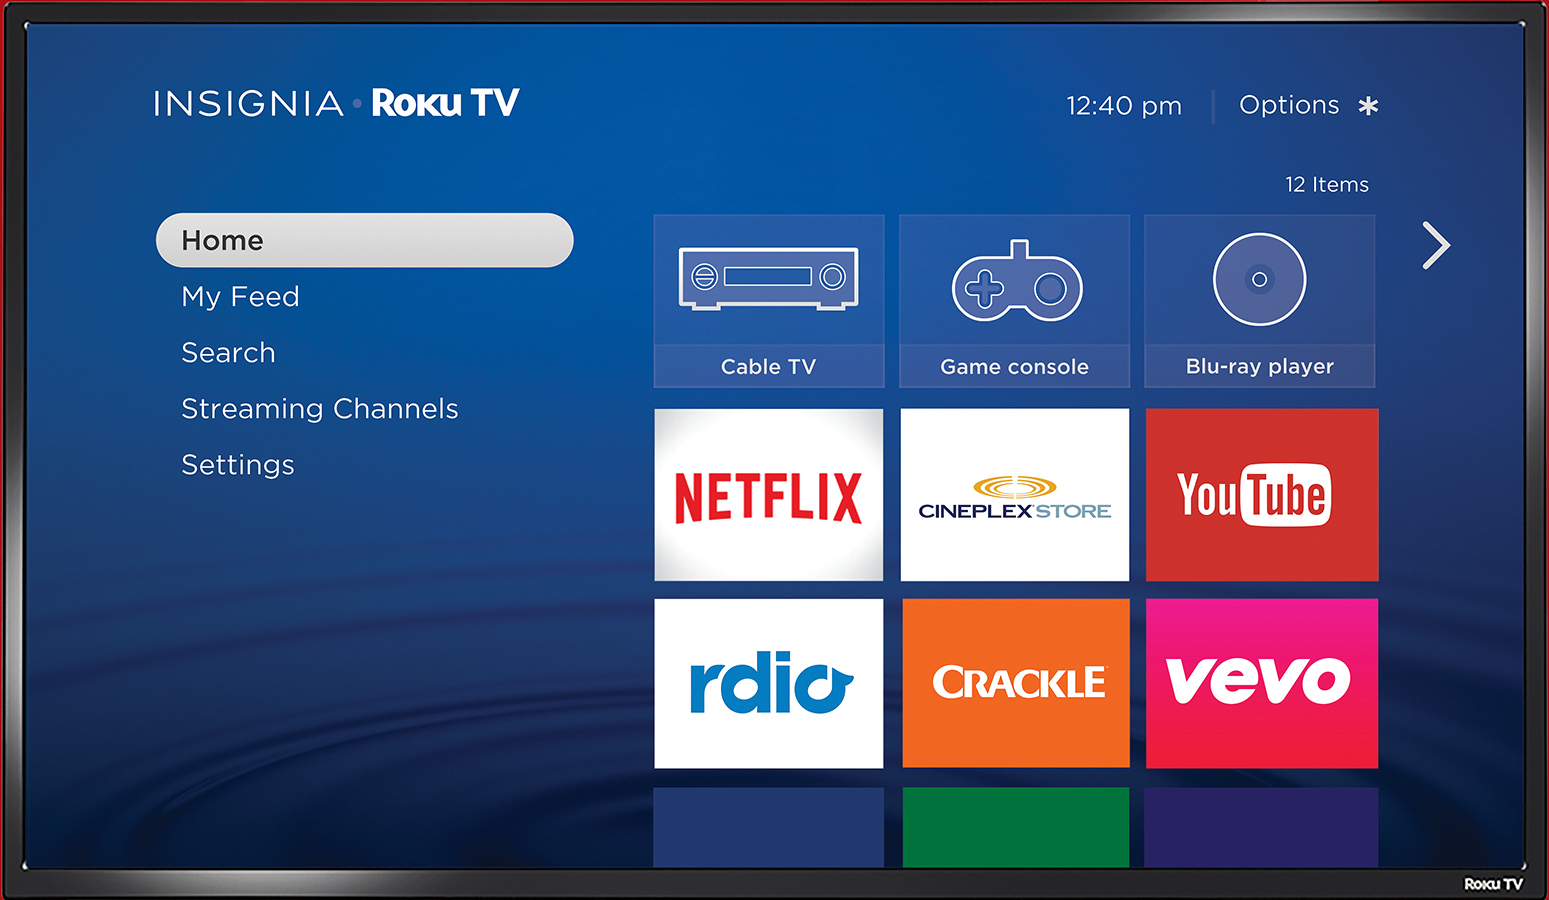 INSIGNIA • Roku TV
12:40 pm
Options *
12 Items
Home
My Feed
Search
Streaming Channels
Settings
Cable TV
Game console
Blu-ray player
NETFLIX
CINEPLEX STORE
YouTube
rdio
CRACKLE
vevo
Roku TV